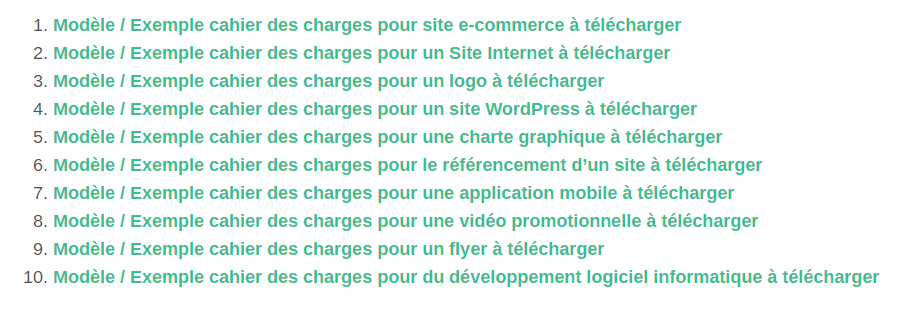 1. Modèle / Exemple cahier des charges pour site e-commerce à télécharger
2. Modèle / Exemple cahier des charges pour un Site Internet à télécharger
3. Modèle / Exemple cahier des charges pour un logo à télécharger
4. Modèle / Exemple cahier des charges pour un site WordPress à télécharger
5. Modèle / Exemple cahier des charges pour une charte graphique à télécharger
6. Modèle / Exemple cahier des charges pour le référencement d’un site à télécharger
7. Modèle / Exemple cahier des charges pour une application mobile à télécharger
8. Modèle / Exemple cahier des charges pour une vidéo promotionnelle à télécharger
9. Modèle / Exemple cahier des charges pour un flyer à télécharger
10. Modèle / Exemple cahier des charges pour du développement logiciel informatique à télécharger